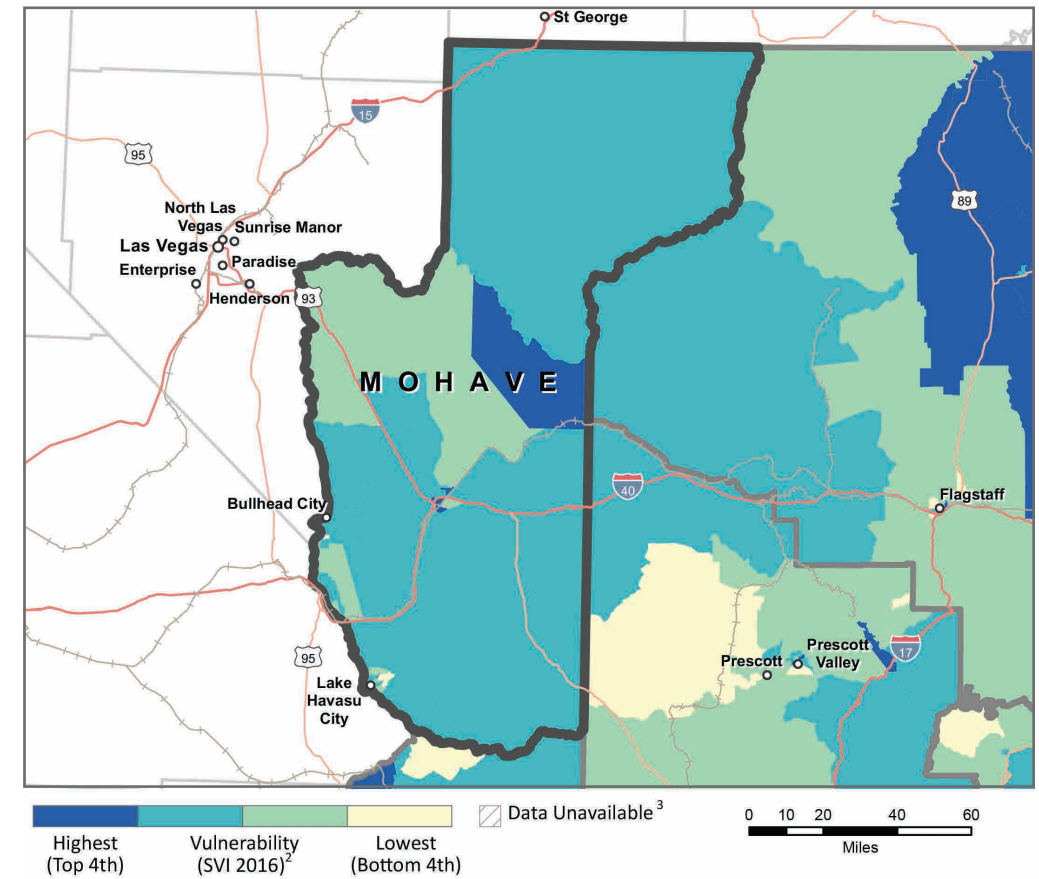 St George
15
95
89
North Las
Vegas
Sunrise Manor
Las Vegas
Paradise
Enterprise
Henderson
93
MOHAVE
40
Bullhead City
Flagstaff
95
17
Prescott
Prescott
Valley
Lake
Havasu
City
Highest
(Top 4th)
Vulnerability
(SVI 2016)2
Lowest
(Bottom 4th)
Data Unavailable 3
0 10 20 40 60
Miles